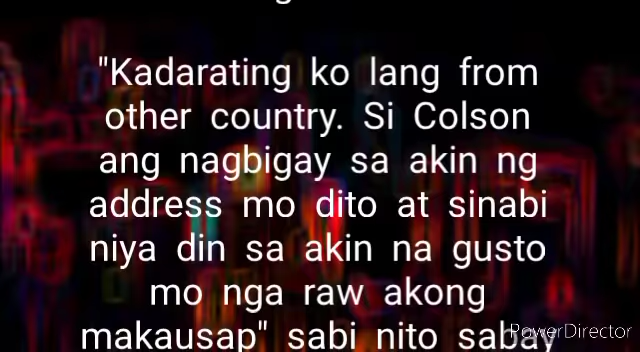 "Kadarating ko lang from
other country. Si Colson
ang nagbigay sa akin ng
address mo dito at sinabi
niya din sa akin na gusto
mo nga raw akong
makausap" sabi nito sabay
PowerDirector